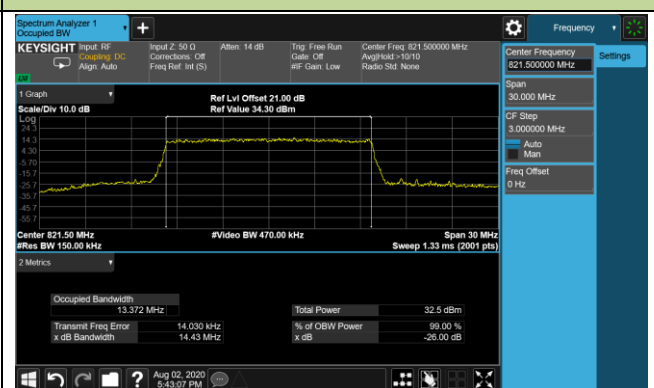 Spectrum Analyzer 1
Occupied BW
+
Frequency
KEYSIGHT
Input: RF
Coupling: DC
Align: Auto
Input Z: 50 Ω
Corrections: Off
Freq Ref: Int (S)
Atten: 14 dB
Trig: Free Run
Gate: Off
#IF Gain: Low
Center Freq: 821.500000 MHz
Avg|Hold:>10/10
Radio Std: None
Center Frequency
821.500000 MHz
Settings
Span
30.000 MHz
CF Step
3.000000 MHz
Auto
Man
Freq Offset
0 Hz
1 Graph
Scale/Div 10.0 dB
Ref Lvl Offset 21.00 dB
Ref Value 34.30 dBm
Log
24.3
14.3
4.30
-5.70
-15.7
-25.7
-35.7
-45.7
-55.7
Center 821.50 MHz
#Video BW 470.00 kHz
Span 30 MHz
#Res BW 150.00 kHz
Sweep 1.33 ms (2001 pts)
2 Metrics
Occupied Bandwidth
13.372 MHz
Total Power 32.5 dBm
Transmit Freq Error 14.030 kHz
% of OBW Power 99.00 %
x dB Bandwidth 14.43 MHz
x dB -26.00 dB
?
Aug 02, 2020
5:43:07 PM